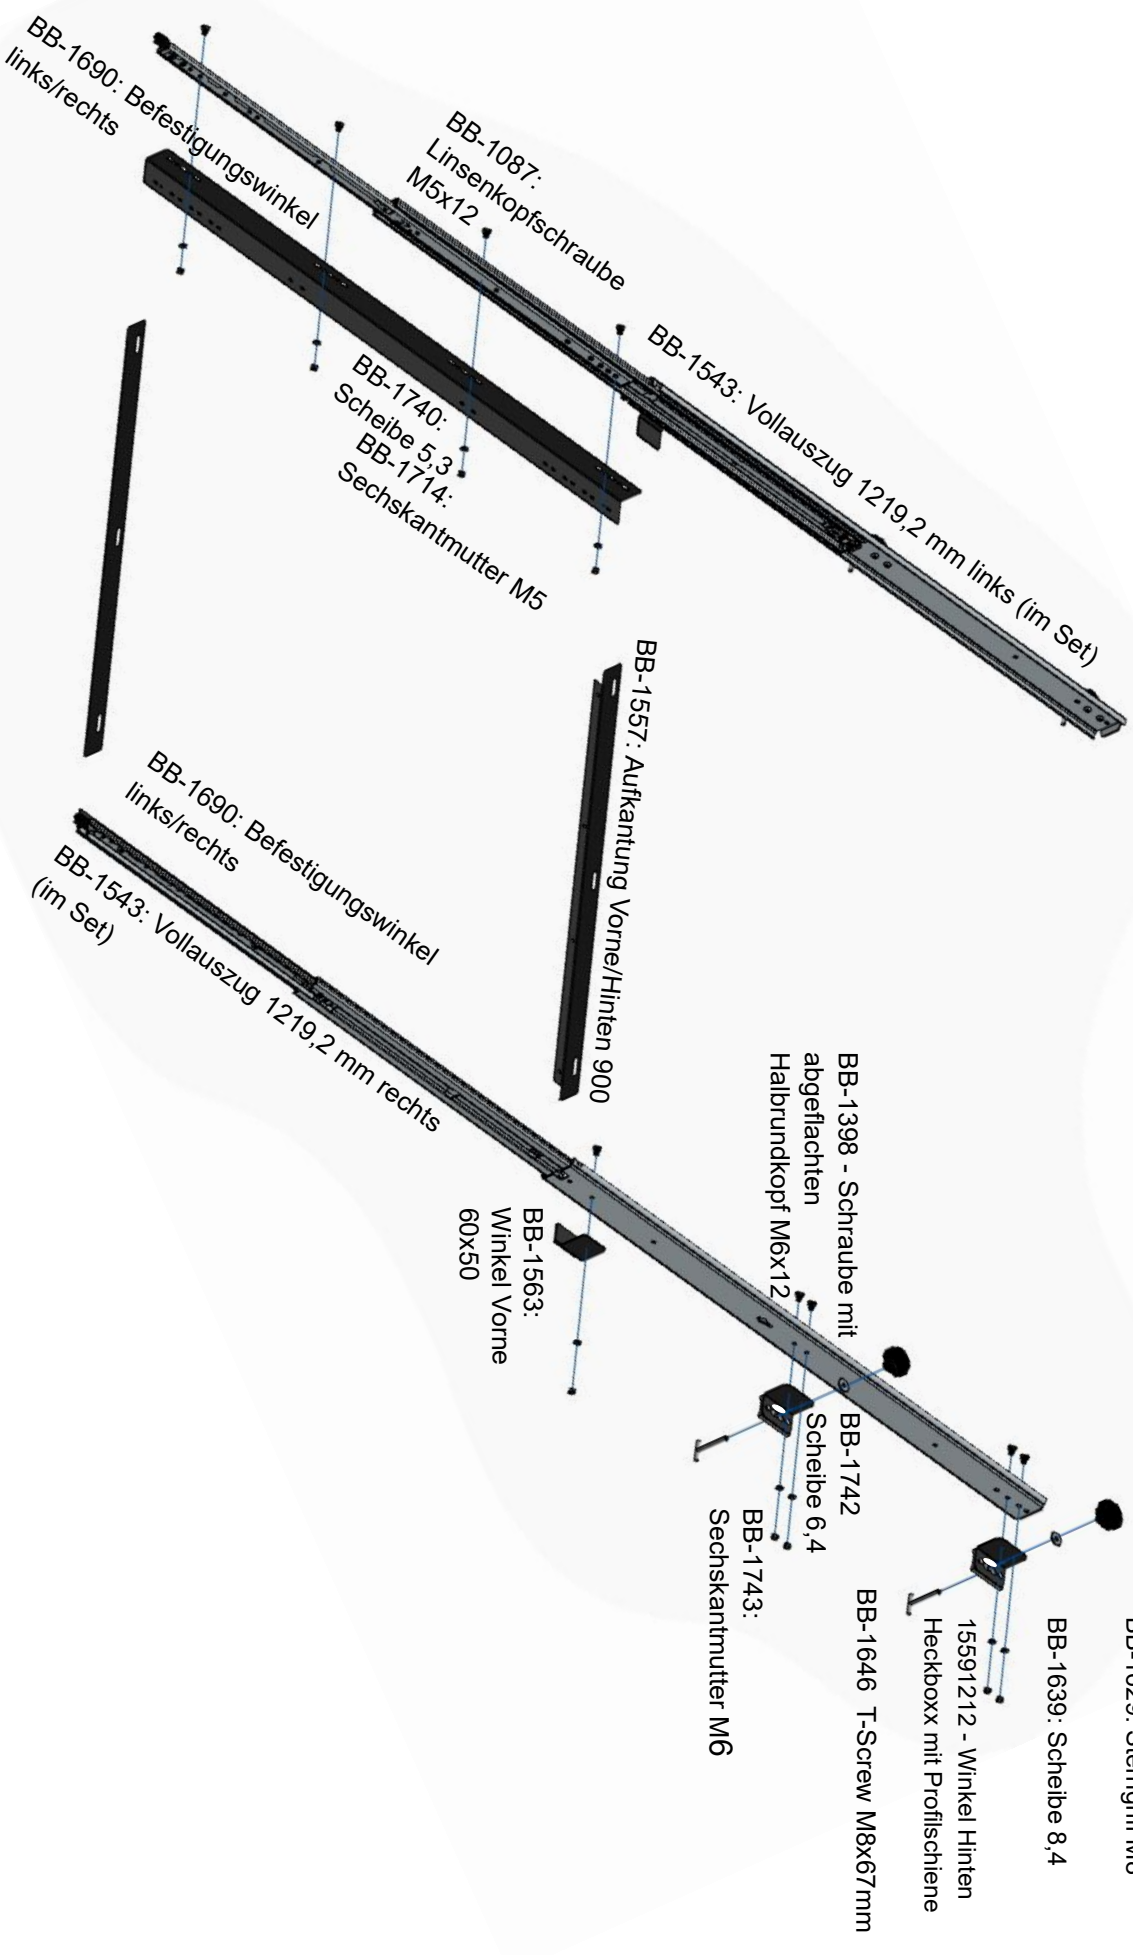 BB-1690: Befestigungswinkel
links/rechts
BB-1087:
Linsenkopfschraube
M5x12
BB-1543: Vollauszug 1219,2 mm links (im Set)
BB-1740:
Scheibe 5,3
BB-1714:
Sechskantmutter M5
BB-1557: Aufkantung Vorne/Hinten 900
BB-1690: Befestigungswinkel
links/rechts
BB-1543: Vollauszug 1219,2 mm rechts
(im Set)
BB-1563:
Winkel Vorne
60x50
BB-1398 - Schraube mit
abgeflachten
Halbrundkopf M6x12
BB-1742
Scheibe 6,4
BB-1743:
Sechskantmutter M6
BB-1639: Scheibe 8,4
15591212 - Winkel Hinten
Heckboxx mit Profilschiene
BB-1646 T-Screw M8x67mm